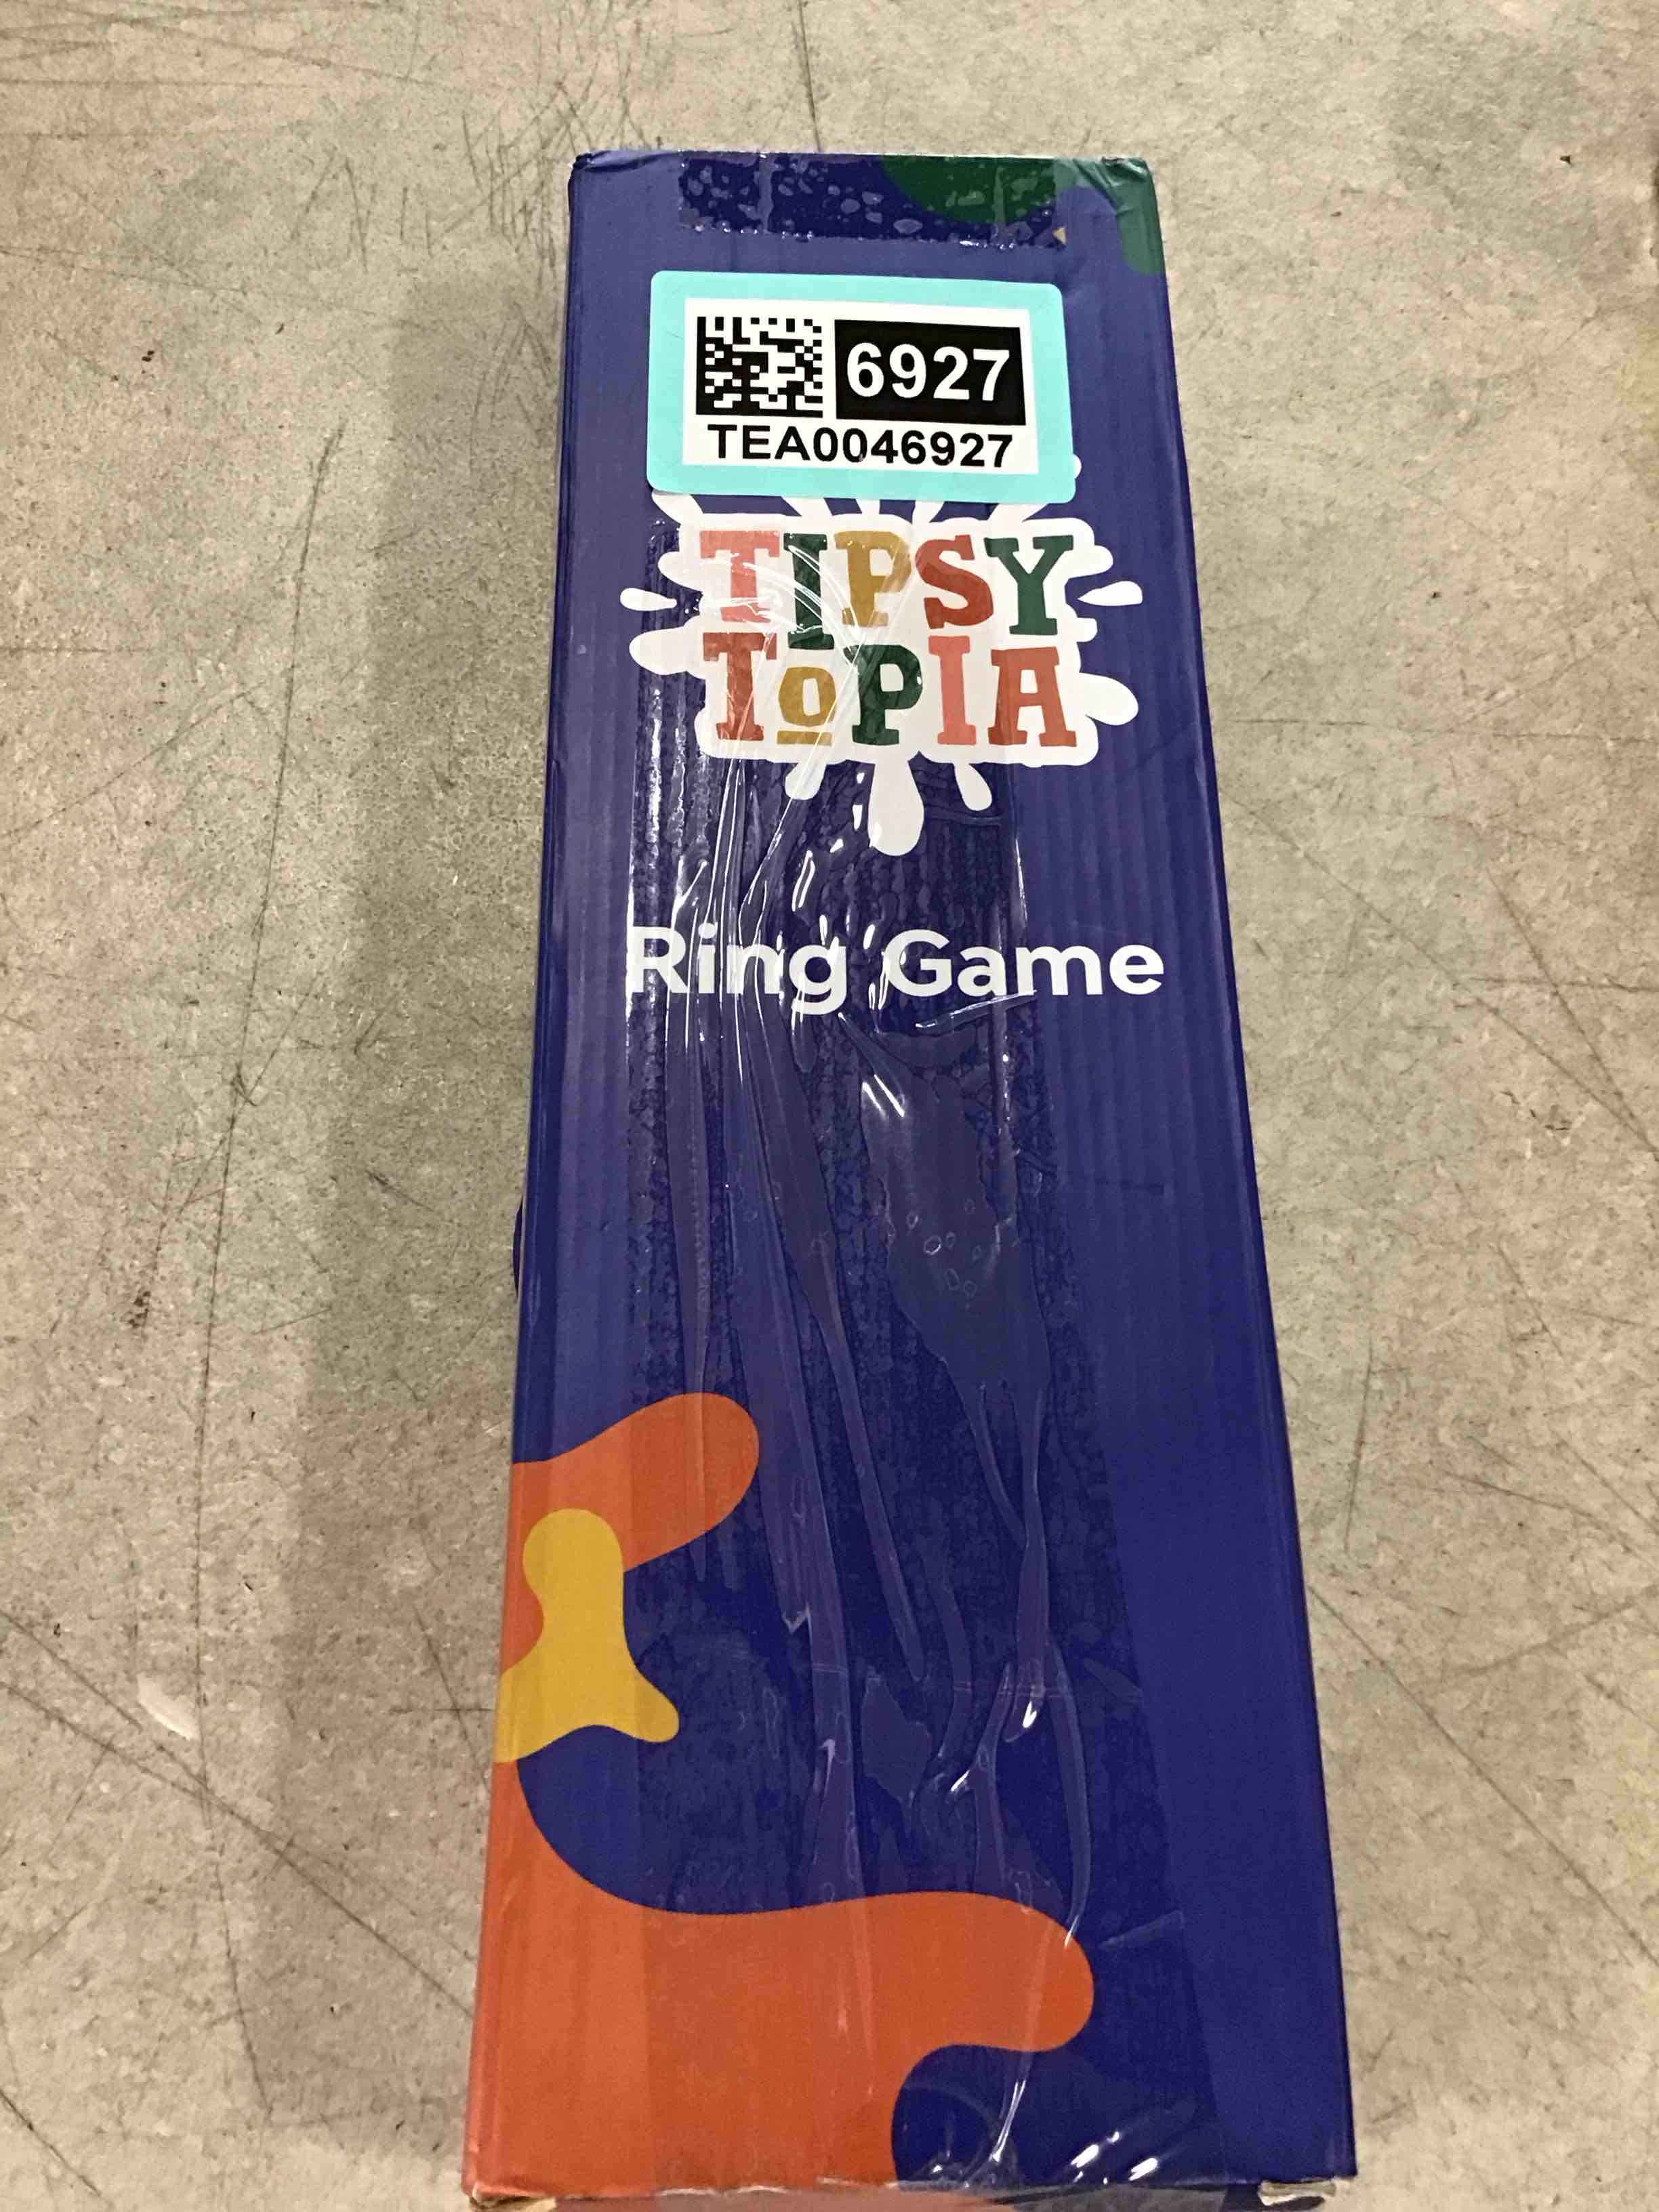 6927
TEA0046927
TIPSY
ToPIA
Ring Game